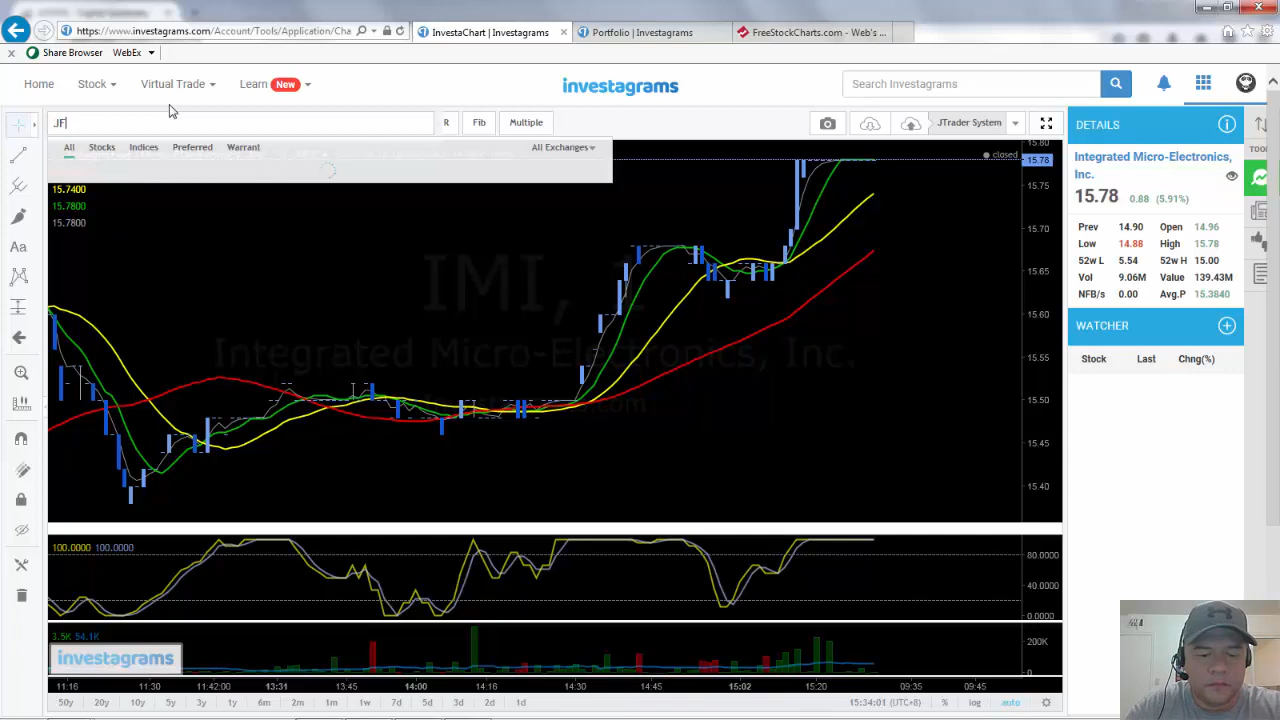 https://www.investagrams.com/Account/Tools/Application/Cha
InvestaChart | Investagrams
Portfolio | Investagrams
FreeStockCharts.com - Web's ...
Share Browser WebEx
Home Stock Virtual Trade Learn New
investagrams
Search Investagrams
JF
R Fib Multiple
JTrader System
All Stocks Indices Preferred Warrant All Exchanges
15.7400
15.7800
15.7800
IMI, 1
Integrated Micro-Electronics, Inc.
closed
15.80
15.78
15.75
15.70
15.65
15.60
15.55
15.50
15.45
15.40
100.0000 100.0000
80.0000
40.0000
0.0000
3.5K 54.1K
200K
0
investagrams
11:16 11:30 11:42:00 13:31 13:45 14:00 14:16 14:30 14:45 15:02 15:20 09:35 09:45
50y 20y 10y 5y 3y 1y 6m 2m 1m 7d 3d 2d 1d
15:34:01 (UTC+8) % log auto
DETAILS
Integrated Micro-Electronics, Inc.
15.78 0.88 (5.91%)
Prev 14.90 Open 14.96
Low 14.88 High 15.78
52w L 5.54 52w H 15.00
Vol 9.06M Value 139.43M
NFB/s 0.00 Avg.P 15.3840
WATCHER
Stock Last Chng(%)
TOO
Aa